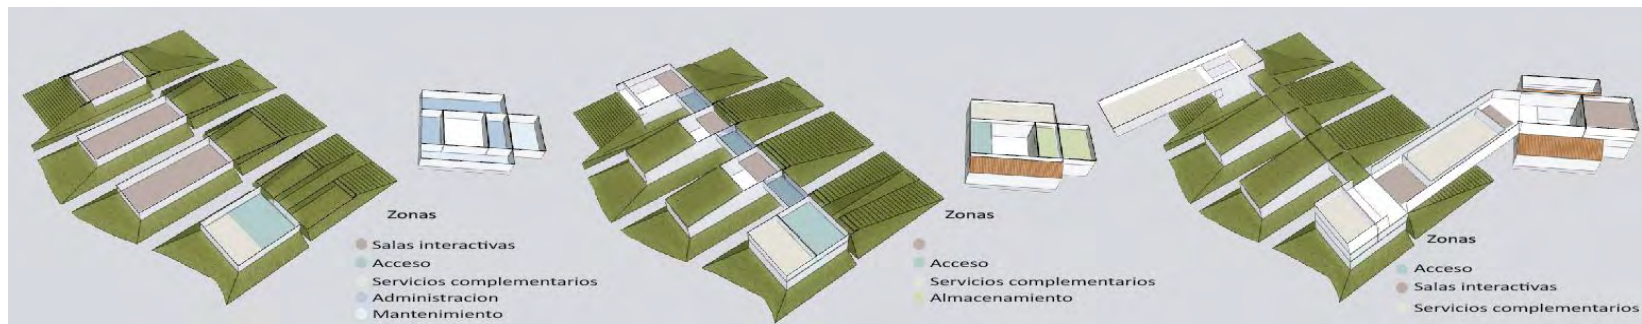 Zonas
Salas interactivas
Acceso
Servicios complementarios
Administracion
Mantenimiento
Zonas
Acceso
Servicios complementarios
Almacenamiento
Zonas
Acceso
Salas interactivas
Servicios complementarios